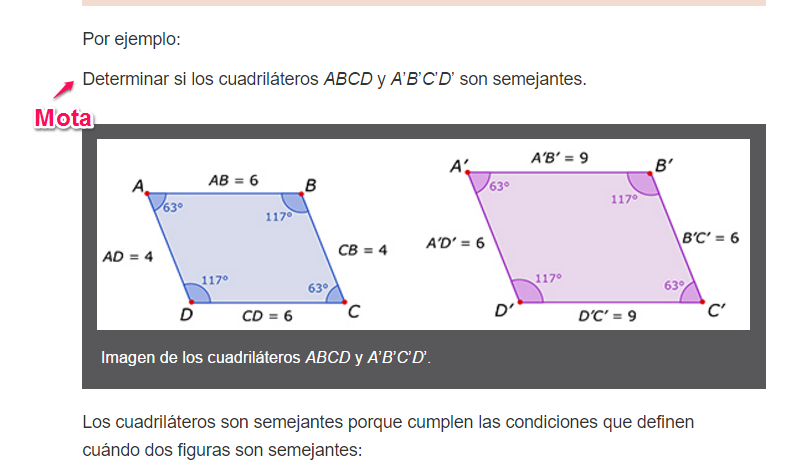 Por ejemplo:
Determinar si los cuadriláteros ABCD y A'B'C'D' son semejantes.
Mota
A AB = 6 B
63° 117°
AD = 4 CB = 4
117° 63°
D CD = 6 C
A′ A′B′ = 9 B′
63° 117°
A′D′ = 6 B′C′ = 6
117° 63°
D′ D′C′ = 9 C′
Imagen de los cuadriláteros ABCD y A'B'C'D'.
Los cuadriláteros son semejantes porque cumplen las condiciones que definen
cuándo dos figuras son semejantes: